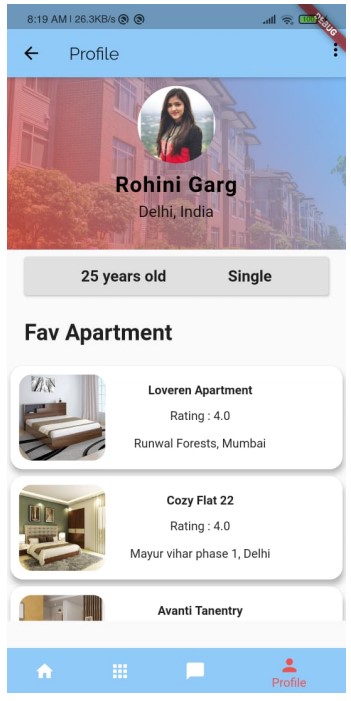 8:19 AM | 26.3KB/s
100
DEBUG
Profile
Rohini Garg
Delhi, India
25 years old Single
Fav Apartment
Loveren Apartment
Rating : 4.0
Runwal Forests, Mumbai
Cozy Flat 22
Rating : 4.0
Mayur vihar phase 1, Delhi
Avanti Tanentry
Profile